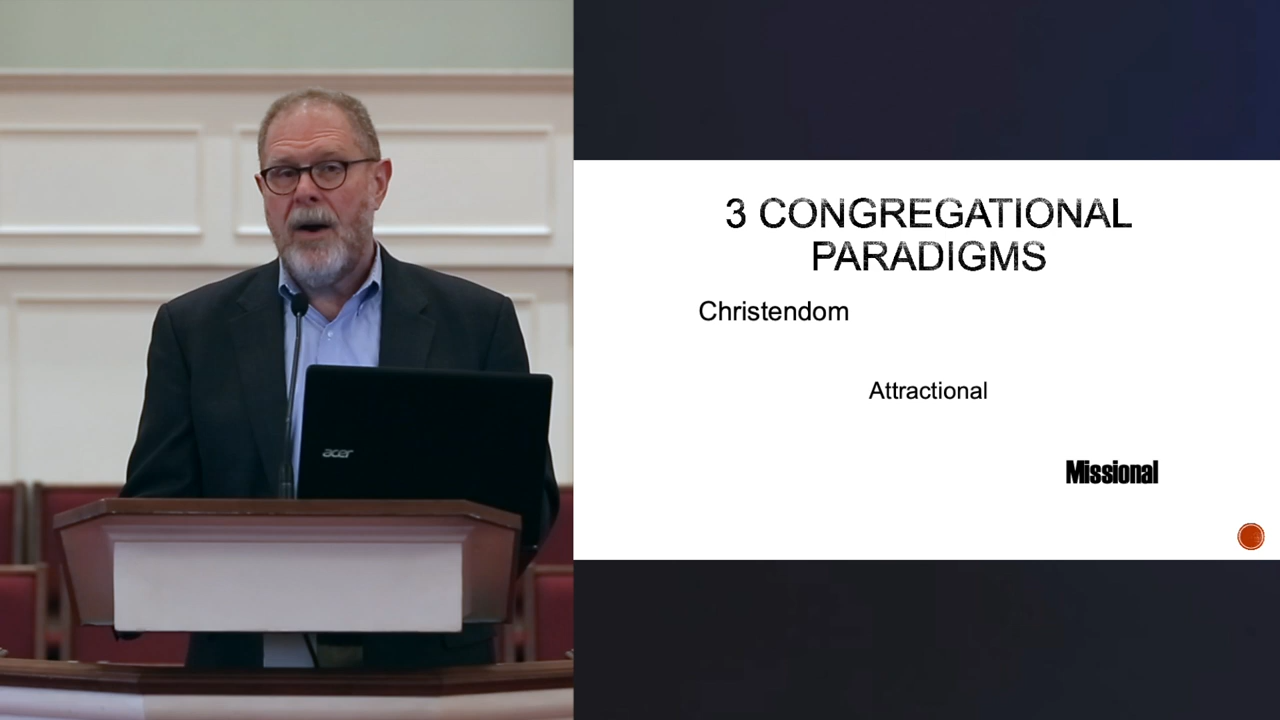 acer
3 CONGREGATIONAL
PARADIGMS
Christendom
Attractional
Missional